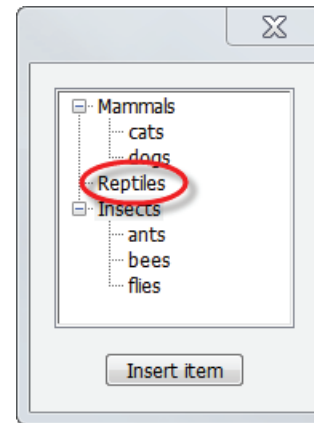 Mammals
cats
dogs
Reptiles
Insects
ants
bees
flies
Insert item